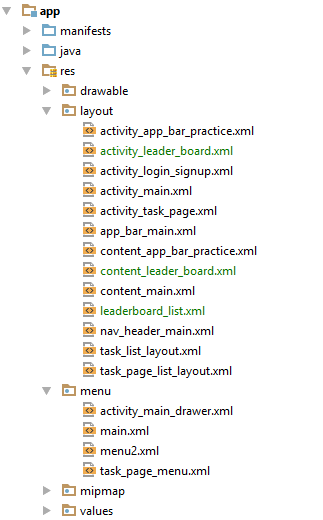 app
manifests
java
res
drawable
layout
activity_app_bar_practice.xml
activity_leader_board.xml
activity_login_signup.xml
activity_main.xml
activity_task_page.xml
app_bar_main.xml
content_app_bar_practice.xml
content_leader_board.xml
content_main.xml
leaderboard_list.xml
nav_header_main.xml
task_list_layout.xml
task_page_list_layout.xml
menu
activity_main_drawer.xml
main.xml
menu2.xml
task_page_menu.xml
mipmap
values